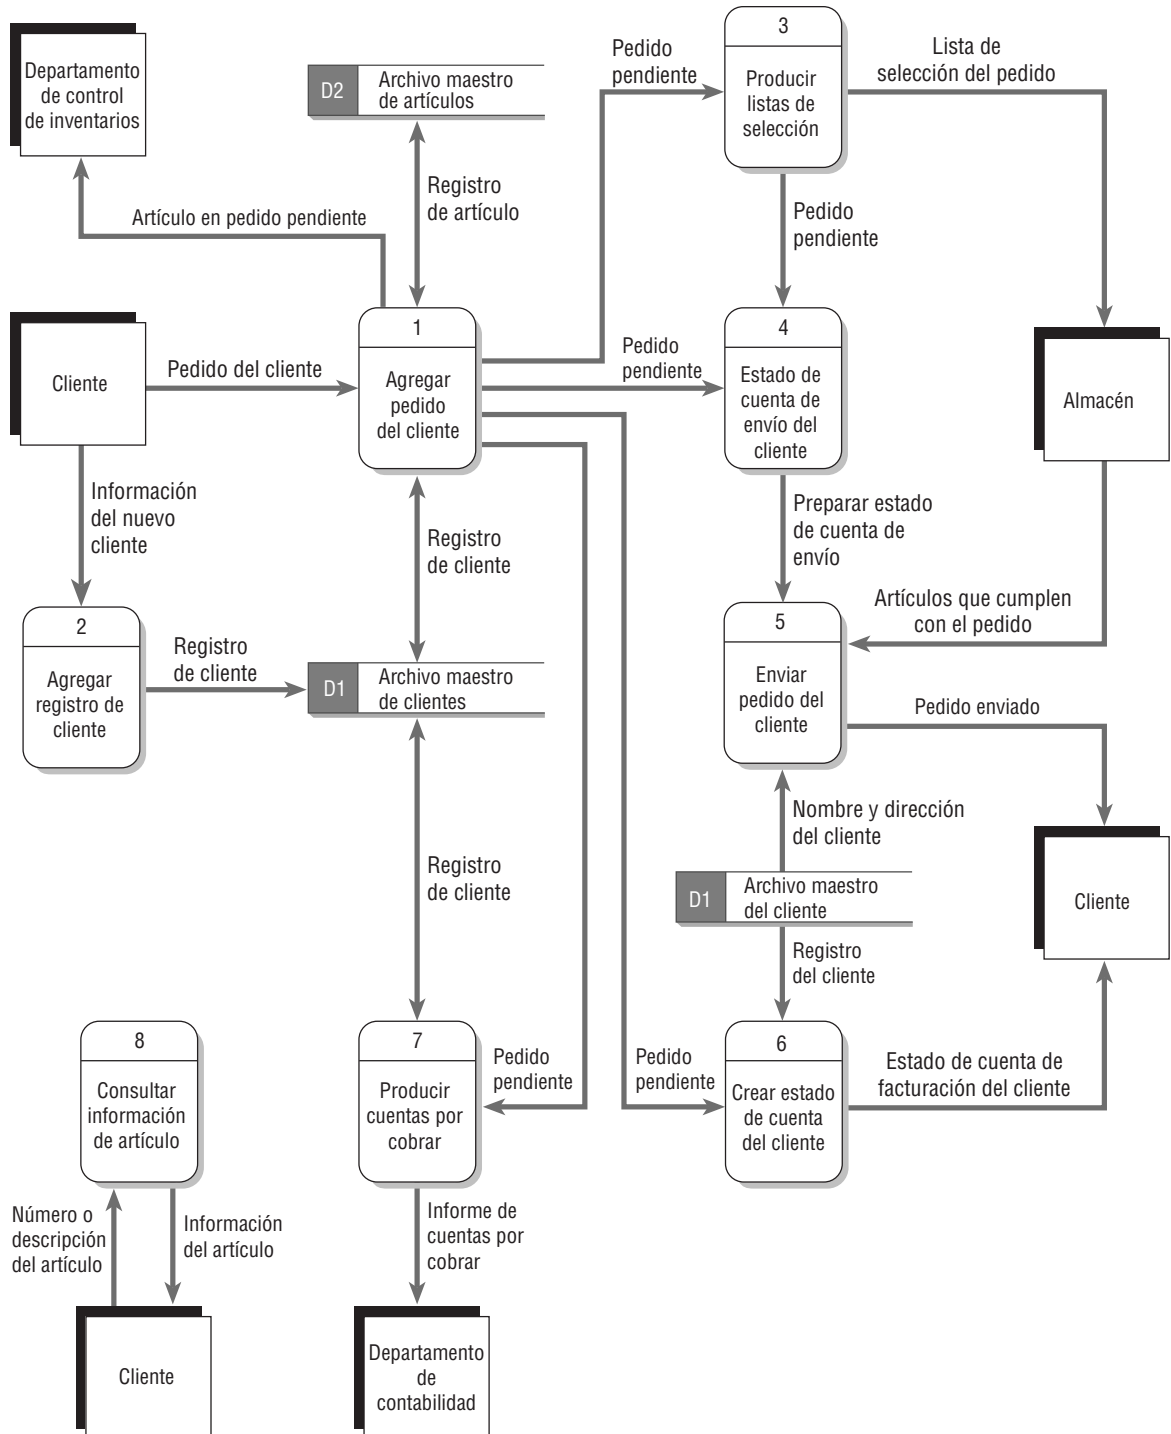 Departamento
de control
de inventarios
D2
Archivo maestro
de artículos
Pedido
pendiente
3
Producir
listas de
selección
Lista de
selección del pedido
Artículo en pedido pendiente
Registro
de artículo
Pedido
pendiente
Cliente
Pedido del cliente
1
Agregar
pedido
del cliente
Pedido
pendiente
4
Estado de
cuenta de
envío del
cliente
Almacén
Información
del nuevo
cliente
Registro
de cliente
Preparar estado
de cuenta de
envío
2
Agregar
registro de
cliente
Registro
de cliente
D1
Archivo maestro
de clientes
5
Enviar
pedido del
cliente
Artículos que cumplen
con el pedido
Pedido enviado
Registro
de cliente
Nombre y dirección
del cliente
D1
Archivo maestro
del cliente
Cliente
Registro
del cliente
8
Consultar
información
de artículo
7
Producir
cuentas por
cobrar
Pedido
pendiente
Pedido
pendiente
6
Crear estado
de cuenta
del cliente
Estado de cuenta de
facturación del cliente
Número o
descripción
del artículo
Información
del artículo
Informe de
cuentas por
cobrar
Cliente
Departamento
de
contabilidad